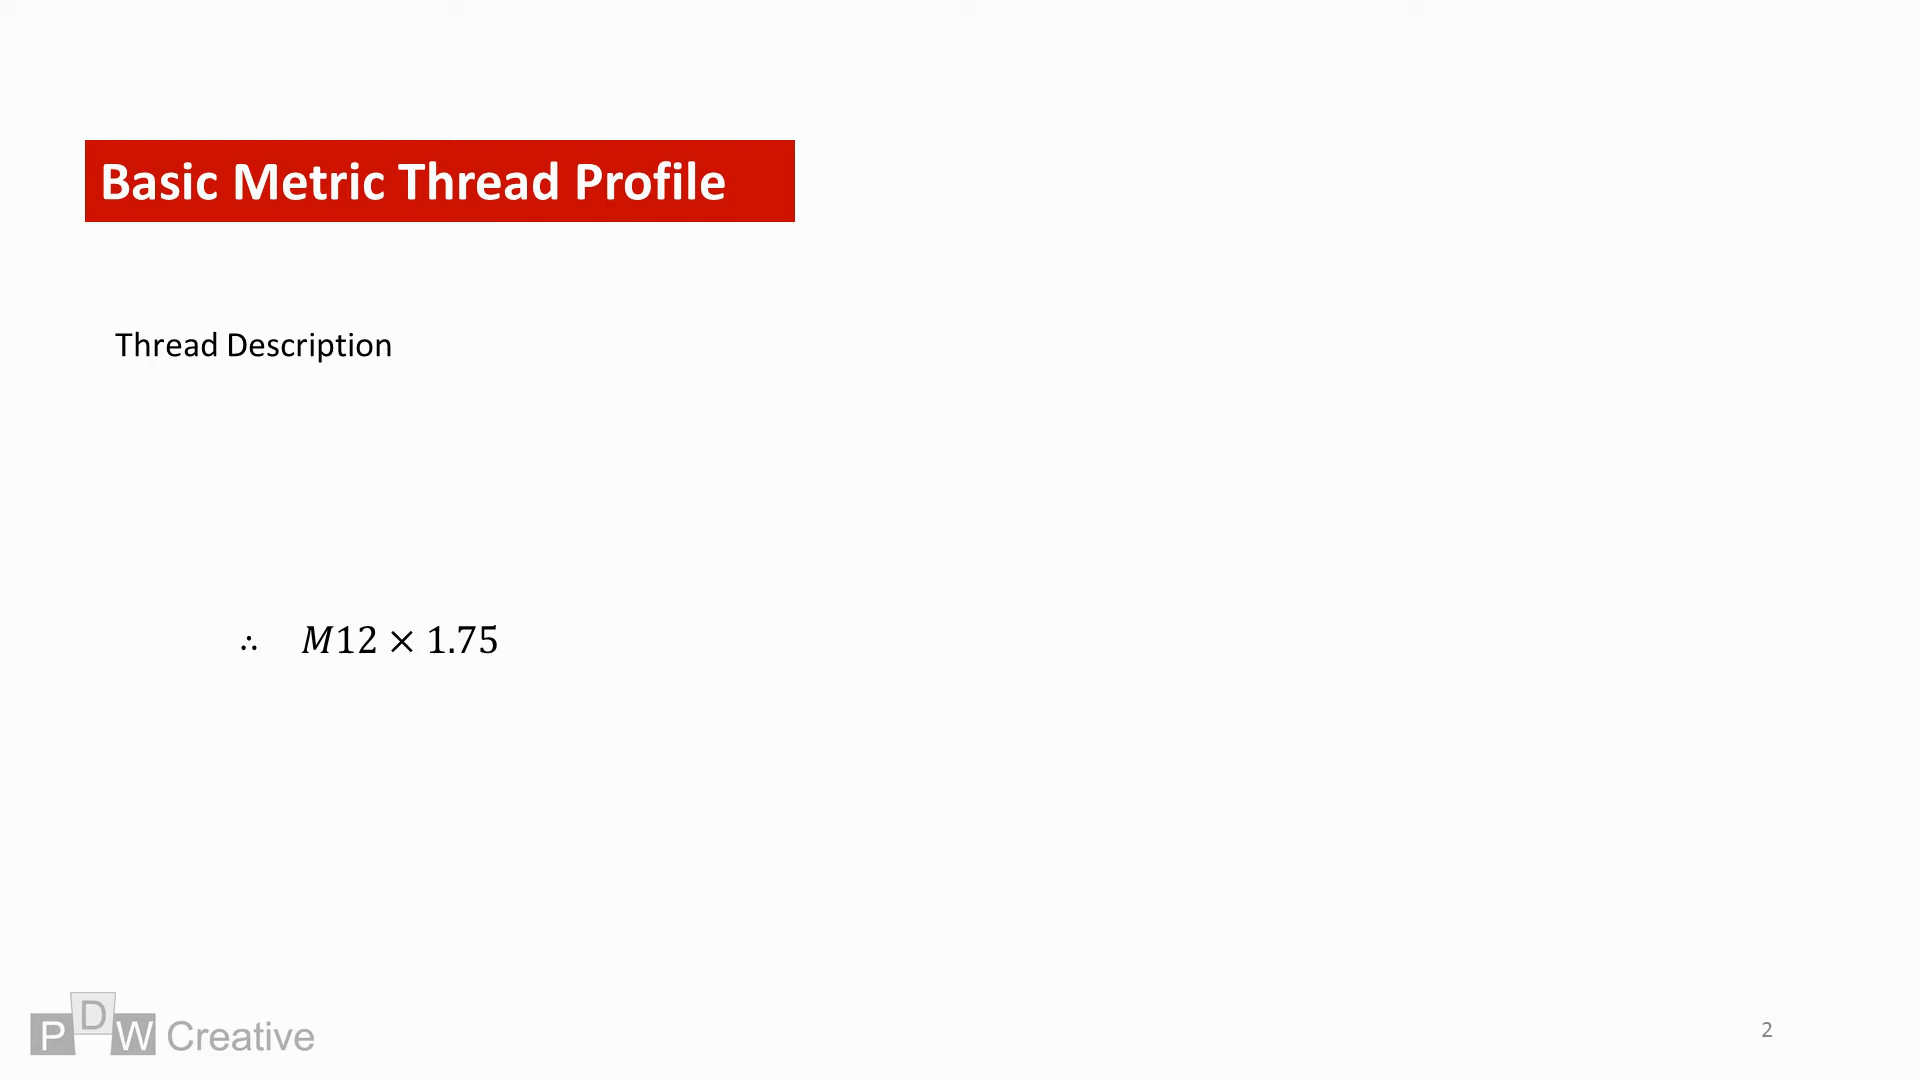 Basic Metric Thread Profile
Thread Description
∴ M12 × 1.75
PDW Creative
2